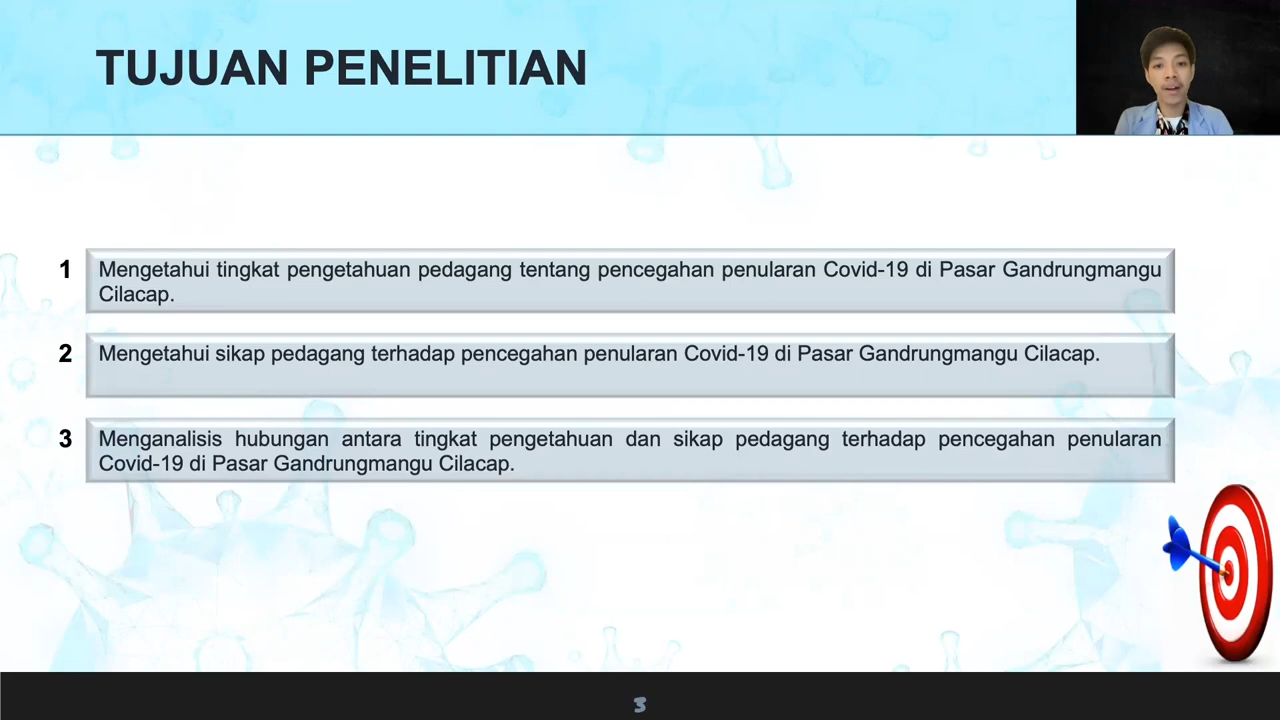 TUJUAN PENELITIAN
1 Mengetahui tingkat pengetahuan pedagang tentang pencegahan penularan Covid-19 di Pasar Gandrungmangu
Cilacap.
2 Mengetahui sikap pedagang terhadap pencegahan penularan Covid-19 di Pasar Gandrungmangu Cilacap.
3 Menganalisis hubungan antara tingkat pengetahuan dan sikap pedagang terhadap pencegahan penularan
Covid-19 di Pasar Gandrungmangu Cilacap.
3